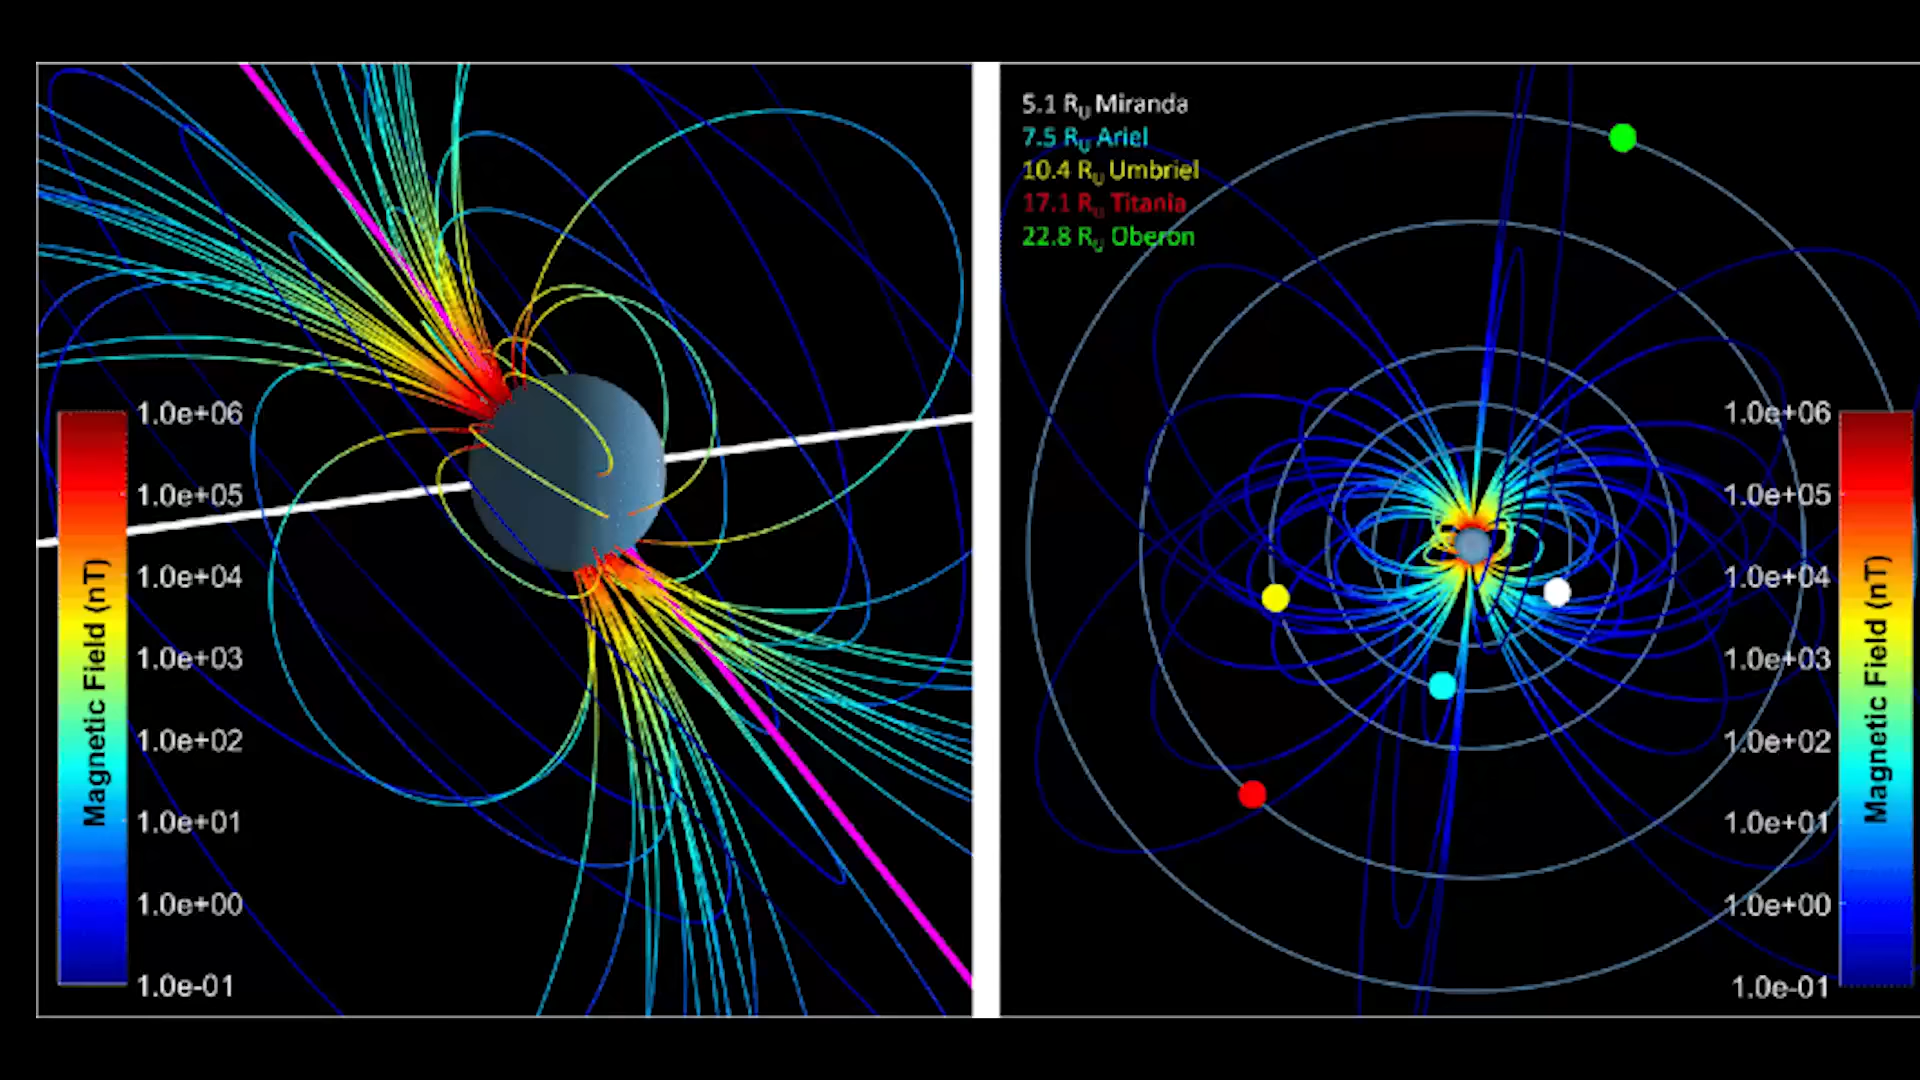 1.0e+06
1.0e+05
1.0e+04
1.0e+03
1.0e+02
1.0e+01
1.0e+00
1.0e-01
Magnetic Field (nT)
5.1 RU Miranda
7.5 RU Ariel
10.4 RU Umbriel
17.1 RU Titania
22.8 RU Oberon
1.0e+06
1.0e+05
1.0e+04
1.0e+03
1.0e+02
1.0e+01
1.0e+00
1.0e-01
Magnetic Field (nT)